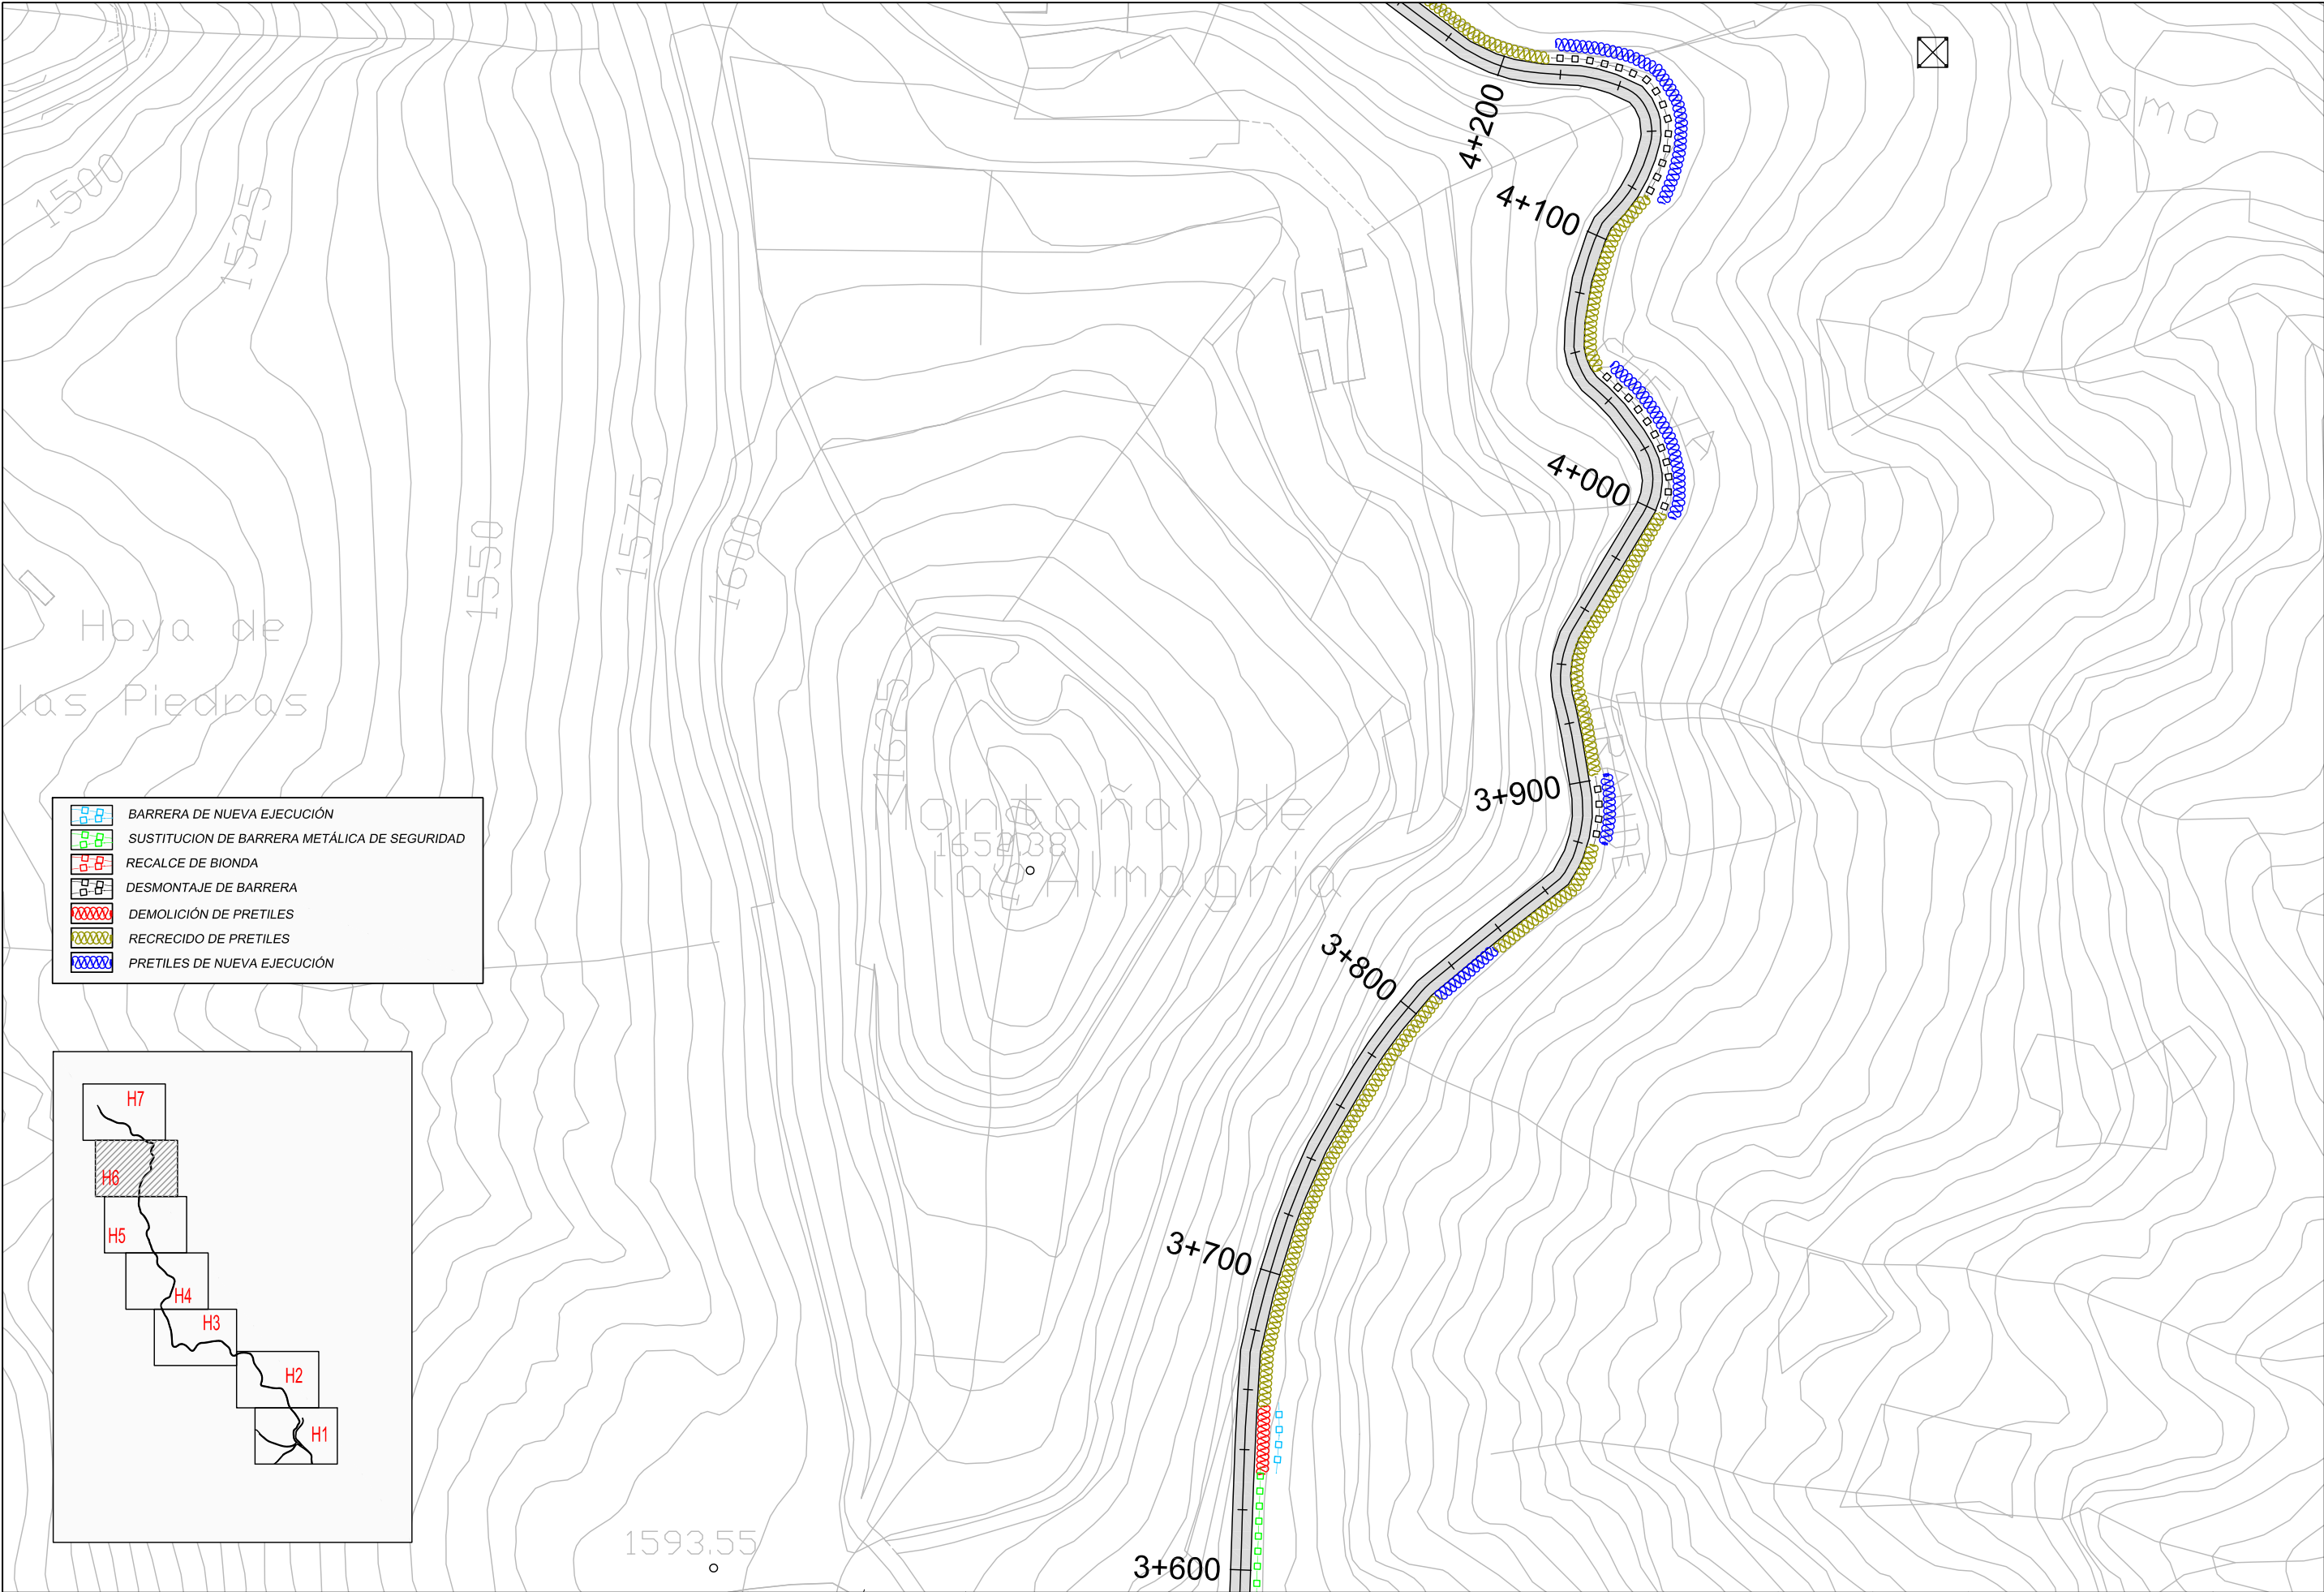 4+200
4+100
4+000
3+900
3+800
3+700
3+600
1500
1525
1550
1575
1600
1625
Hoya de
las Piedras
Montaña de
la Almagria
1652.38
1593.55
BARRERA DE NUEVA EJECUCIÓN
SUSTITUCION DE BARRERA METÁLICA DE SEGURIDAD
RECALCE DE BIONDA
DESMONTAJE DE BARRERA
DEMOLICIÓN DE PRETILES
RECRECIDO DE PRETILES
PRETILES DE NUEVA EJECUCIÓN
H7
H6
H5
H4
H3
H2
H1